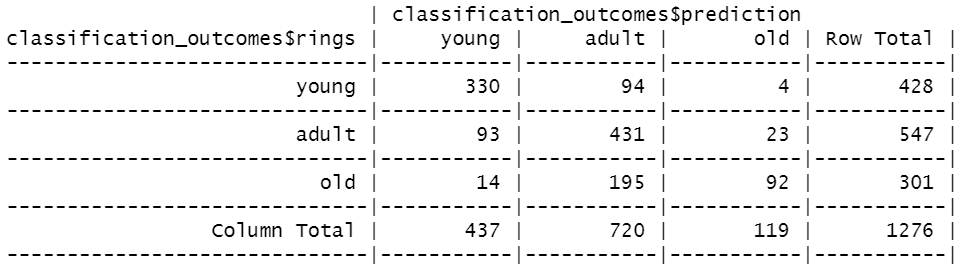 | classification_outcomes$prediction
classification_outcomes$rings |     young |     adult |       old | Row Total |
------------------------------|-----------|-----------|-----------|-----------|
                        young |       330 |        94 |         4 |       428 |
------------------------------|-----------|-----------|-----------|-----------|
                        adult |        93 |       431 |        23 |       547 |
------------------------------|-----------|-----------|-----------|-----------|
                          old |        14 |       195 |        92 |       301 |
------------------------------|-----------|-----------|-----------|-----------|
                 Column Total |       437 |       720 |       119 |      1276 |
------------------------------|-----------|-----------|-----------|-----------|